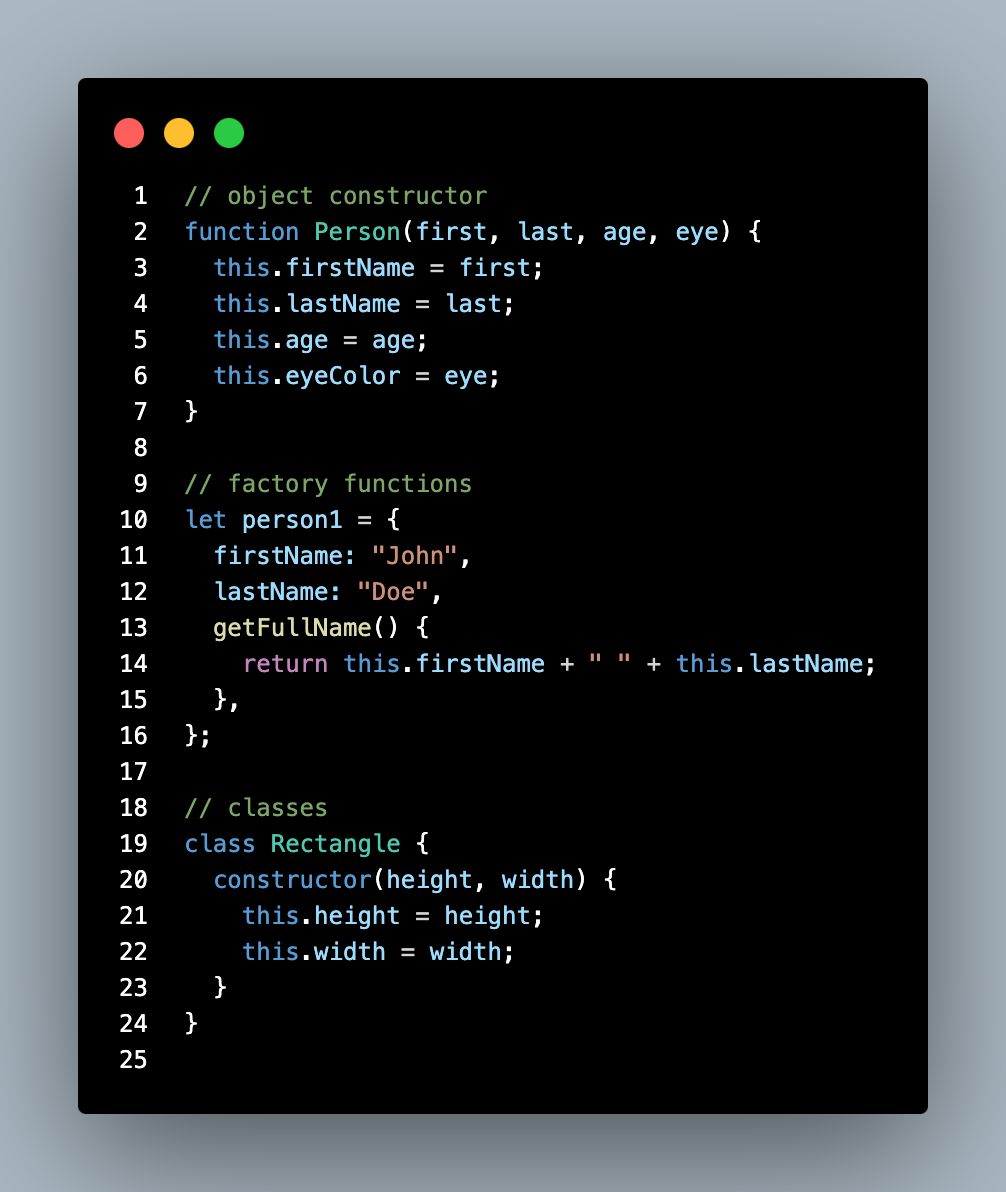 1 // object constructor
2 function Person(first, last, age, eye) {
3   this.firstName = first;
4   this.lastName = last;
5   this.age = age;
6   this.eyeColor = eye;
7 }
8
9 // factory functions
10 let person1 = {
11   firstName: "John",
12   lastName: "Doe",
13   getFullName() {
14     return this.firstName + " " + this.lastName;
15   },
16 };
17
18 // classes
19 class Rectangle {
20   constructor(height, width) {
21     this.height = height;
22     this.width = width;
23   }
24 }
25